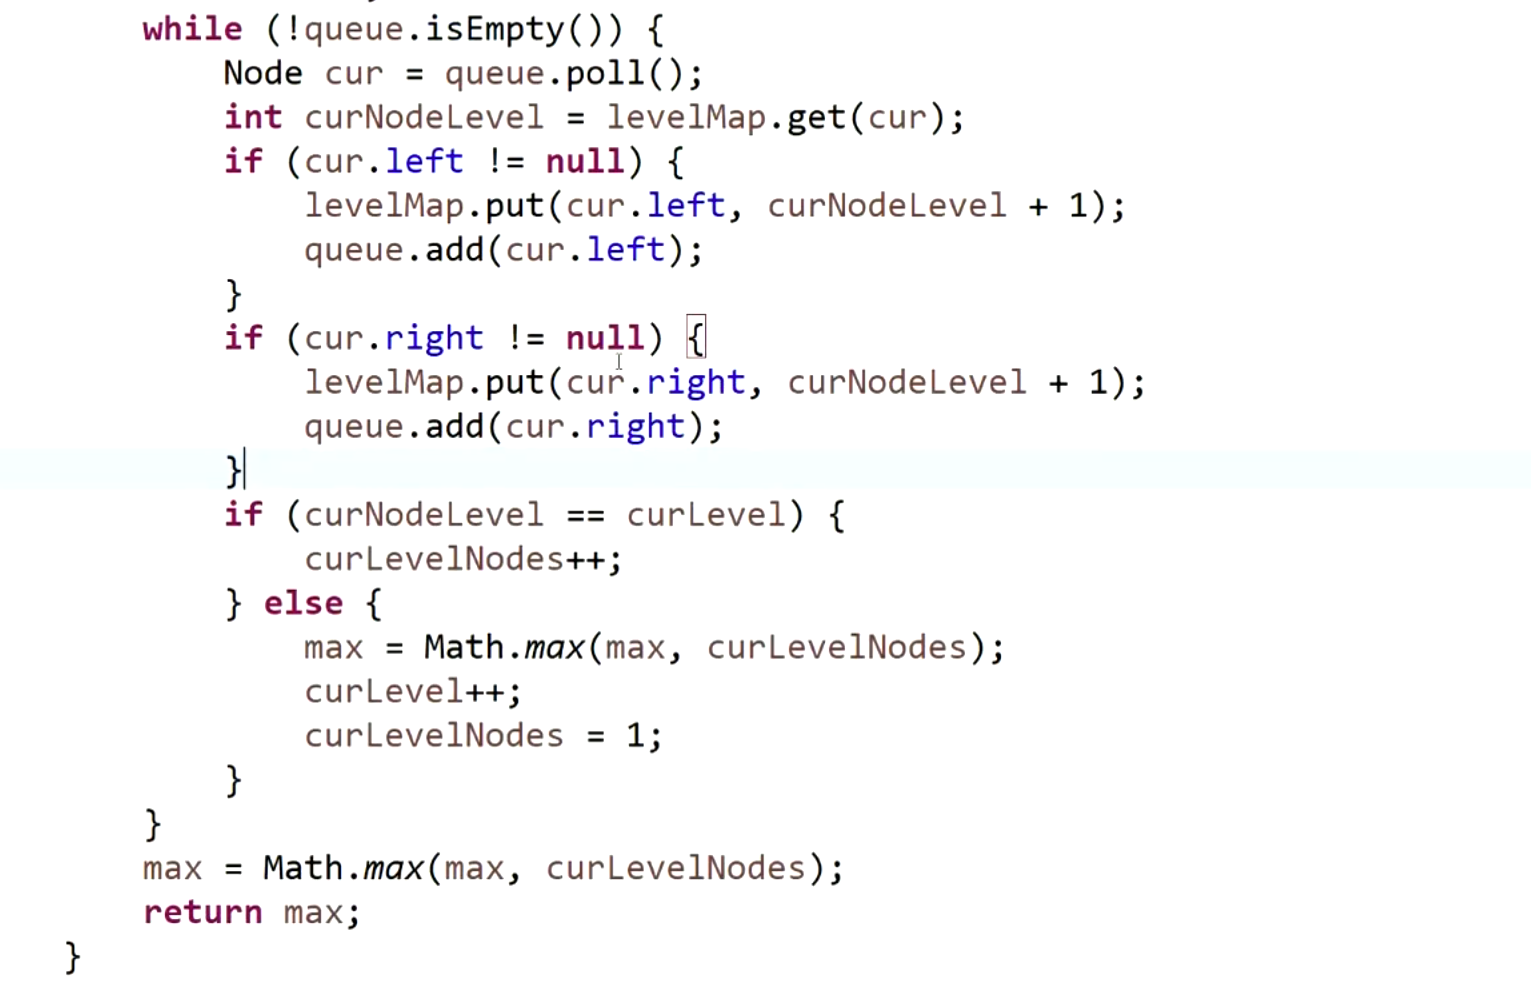 while (!queue.isEmpty()) {
Node cur = queue.poll();
int curNodeLevel = levelMap.get(cur);
if (cur.left != null) {
levelMap.put(cur.left, curNodeLevel + 1);
queue.add(cur.left);
}
if (cur.right != null) {
levelMap.put(cur.right, curNodeLevel + 1);
queue.add(cur.right);
}
if (curNodeLevel == curLevel) {
curLevelNodes++;
} else {
max = Math.max(max, curLevelNodes);
curLevel++;
curLevelNodes = 1;
}
}
max = Math.max(max, curLevelNodes);
return max;
}